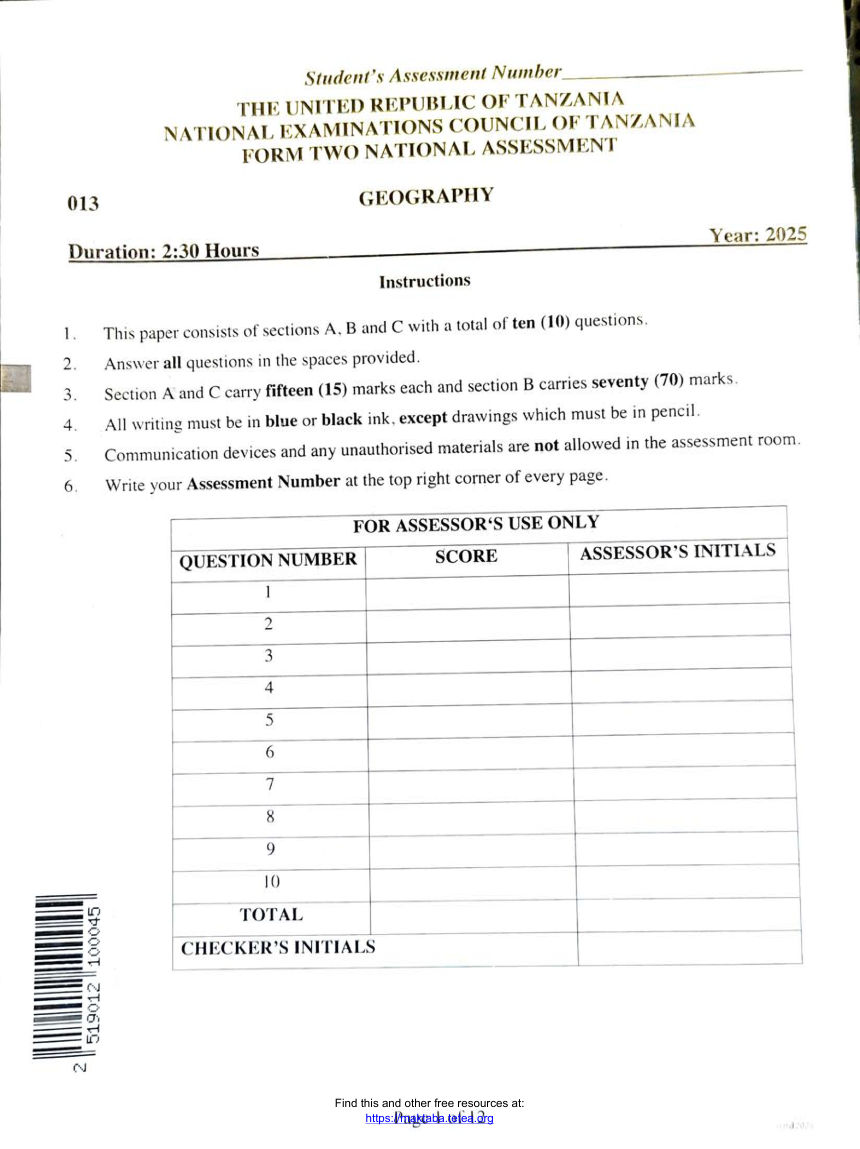 Student's Assessment Number
THE UNITED REPUBLIC OF TANZANIA
NATIONAL EXAMINATIONS COUNCIL OF TANZANIA
FORM TWO NATIONAL ASSESSMENT
013 GEOGRAPHY
Duration: 2:30 Hours Year: 2025
Instructions
1. This paper consists of sections A, B and C with a total of ten (10) questions.
2. Answer all questions in the spaces provided.
3. Section A and C carry fifteen (15) marks each and section B carries seventy (70) marks.
4. All writing must be in blue or black ink, except drawings which must be in pencil.
5. Communication devices and any unauthorised materials are not allowed in the assessment room.
6. Write your Assessment Number at the top right corner of every page.
FOR ASSESSOR‘S USE ONLY
QUESTION NUMBER SCORE ASSESSOR'S INITIALS
1
2
3
4
5
6
7
8
9
10
TOTAL
CHECKER'S INITIALS
2 519012 100045
Find this and other free resources at:
https://maktaba.tetea.org
Page 1 of 12